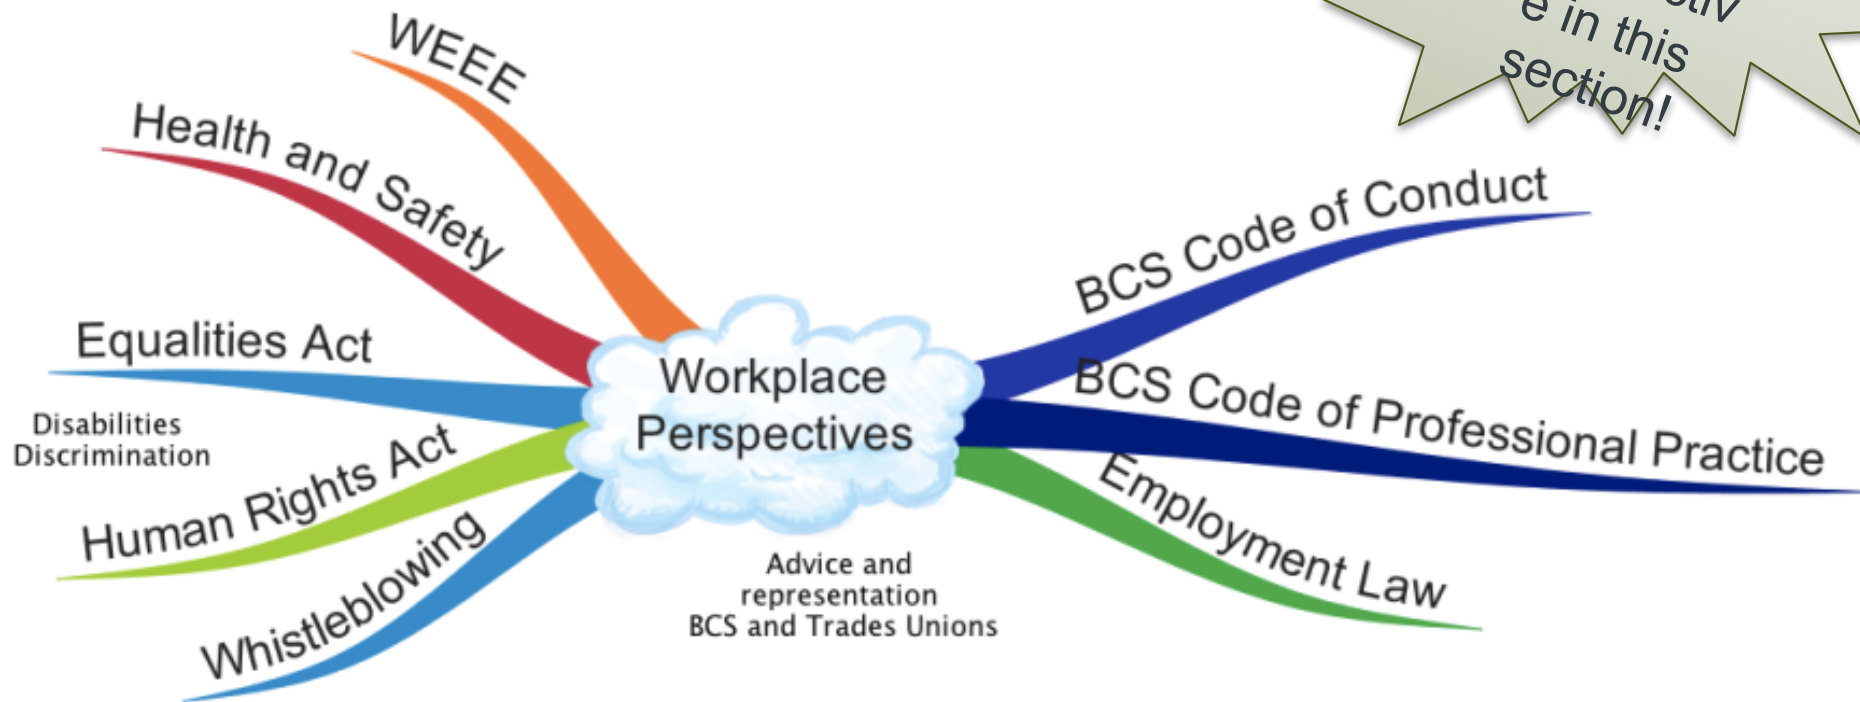 WEEE
Health and Safety
Equalities Act
Disabilities
Discrimination
Human Rights Act
Whistleblowing
Workplace
Perspectives
Advice and
representation
BCS and Trades Unions
BCS Code of Conduct
BCS Code of Professional Practice
Employment Law
e in this
section!